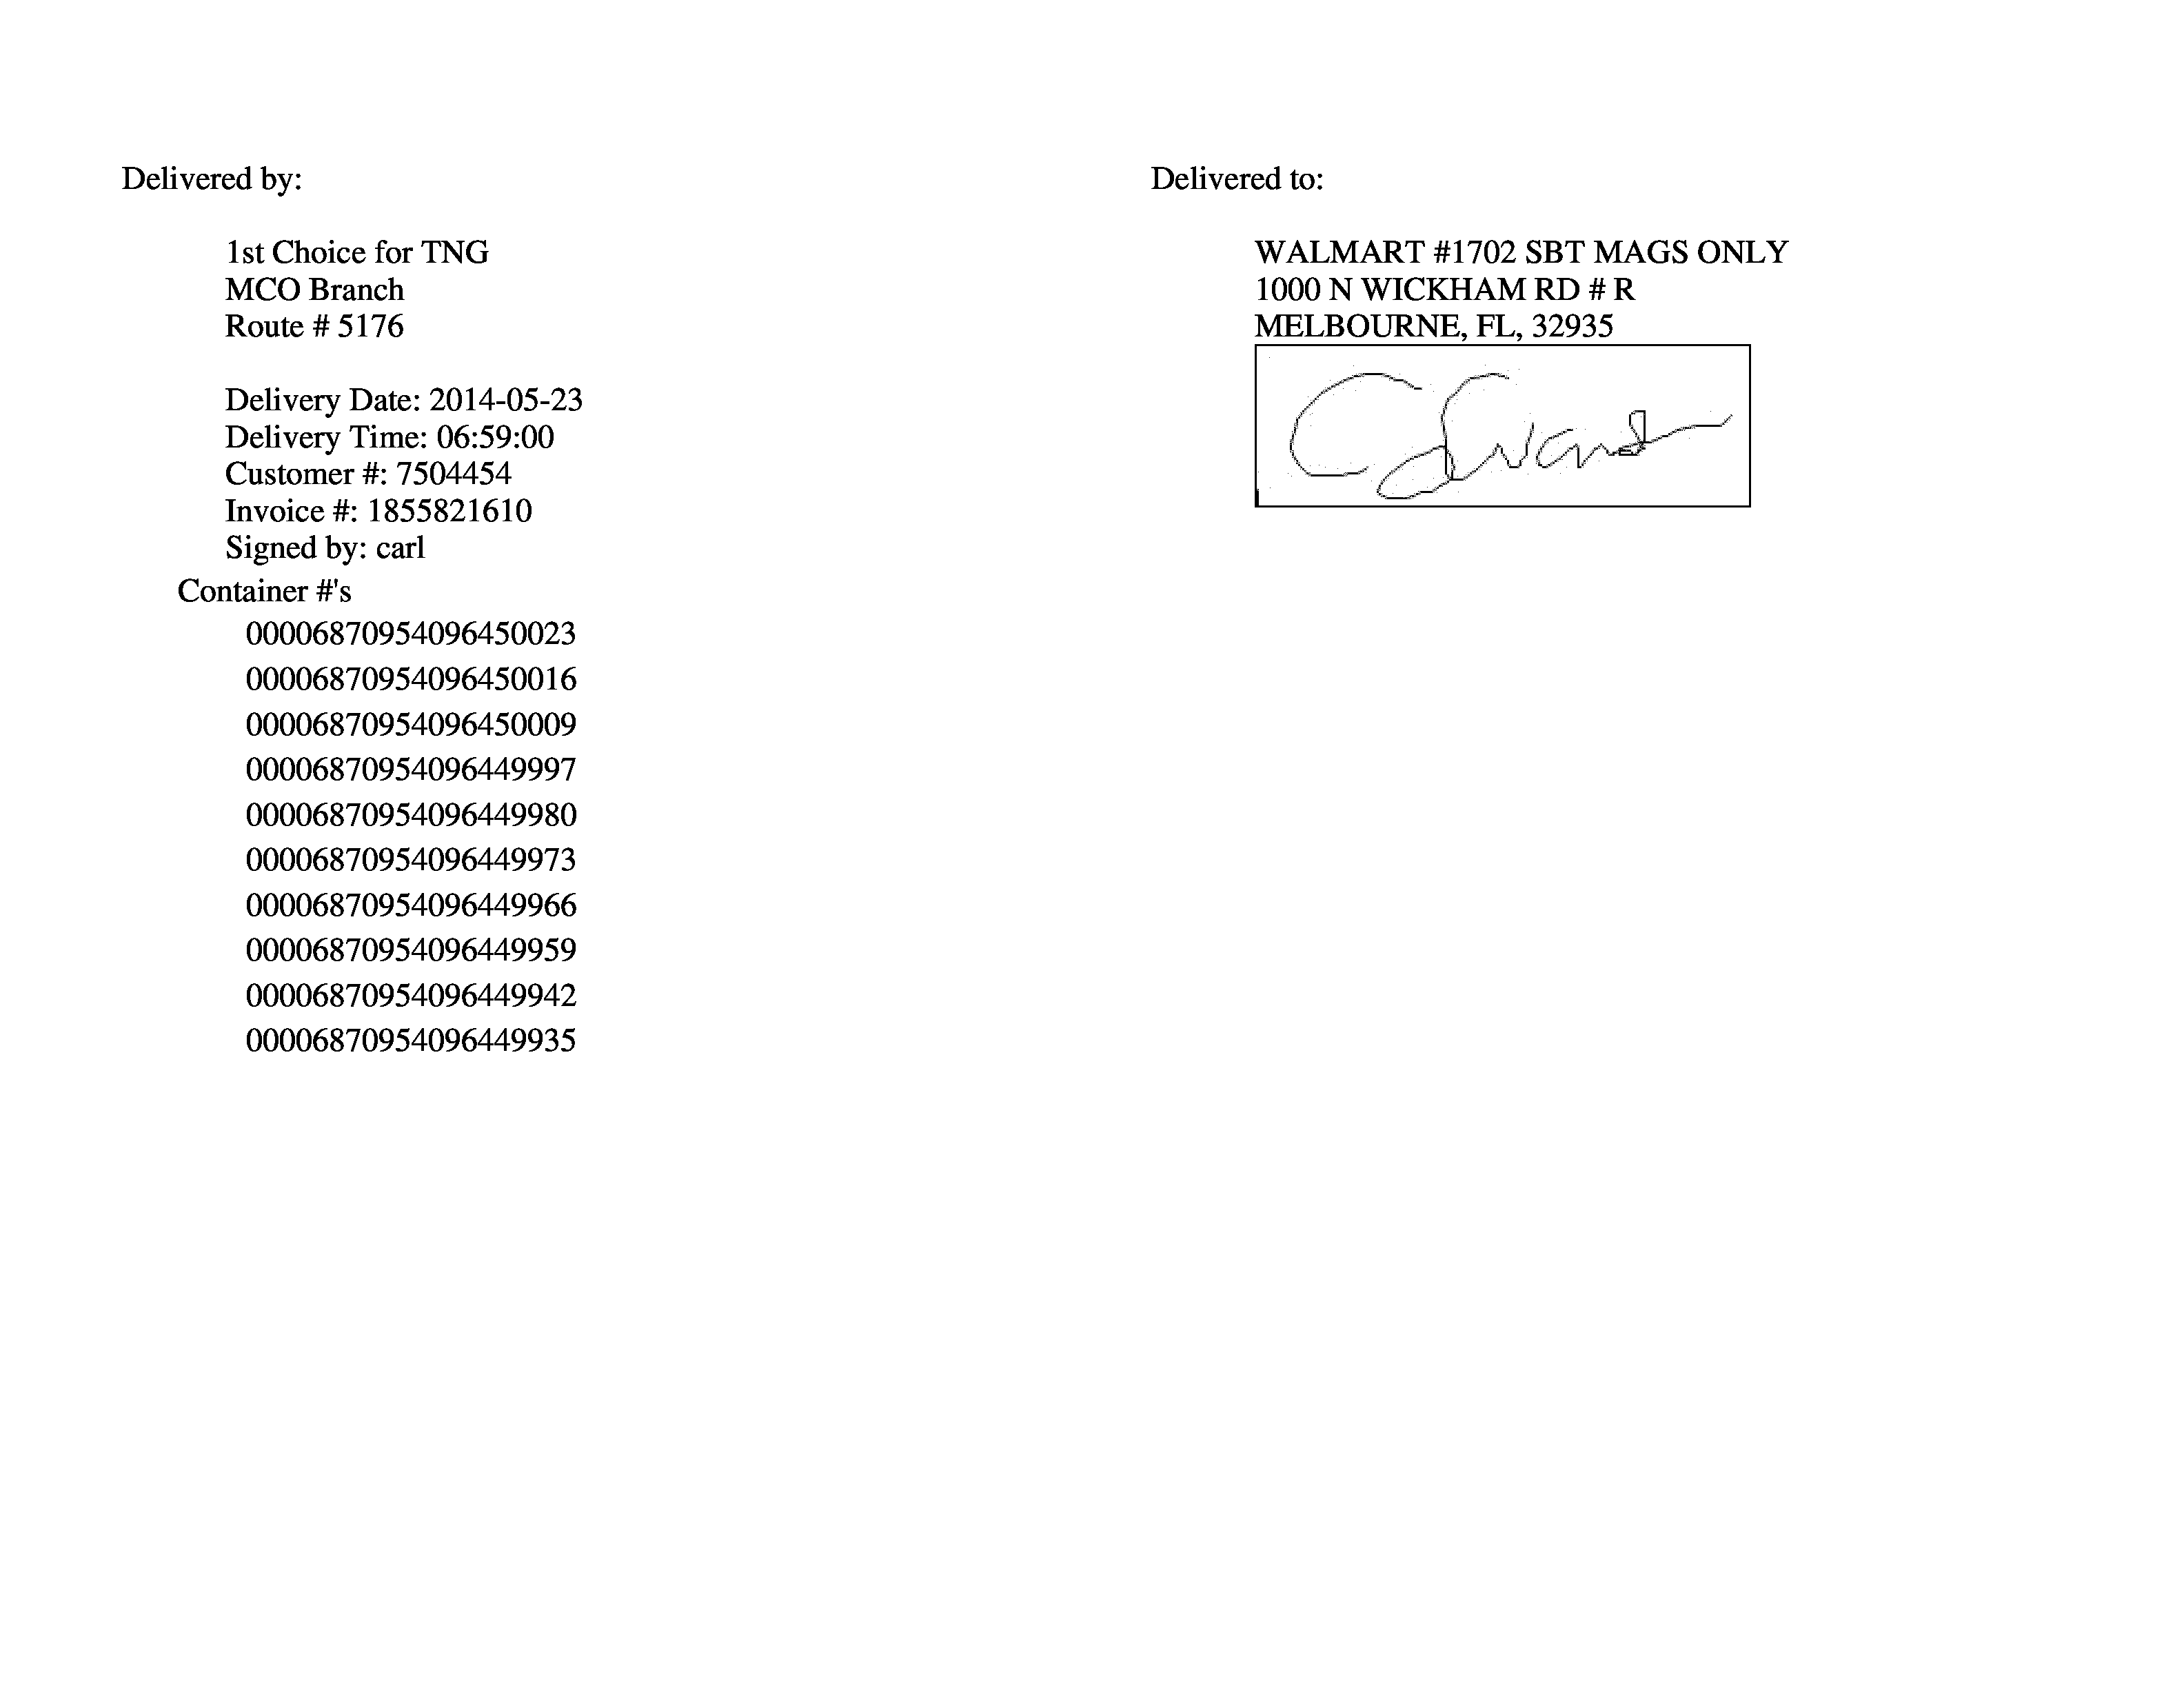 Delivered by:
1st Choice for TNG
MCO Branch
Route # 5176
Delivery Date: 2014-05-23
Delivery Time: 06:59:00
Customer #: 7504454
Invoice #: 1855821610
Signed by: carl
Container #'s
00006870954096450023
00006870954096450016
00006870954096450009
00006870954096449997
00006870954096449980
00006870954096449973
00006870954096449966
00006870954096449959
00006870954096449942
00006870954096449935
Delivered to:
WALMART #1702 SBT MAGS ONLY
1000 N WICKHAM RD # R
MELBOURNE, FL, 32935